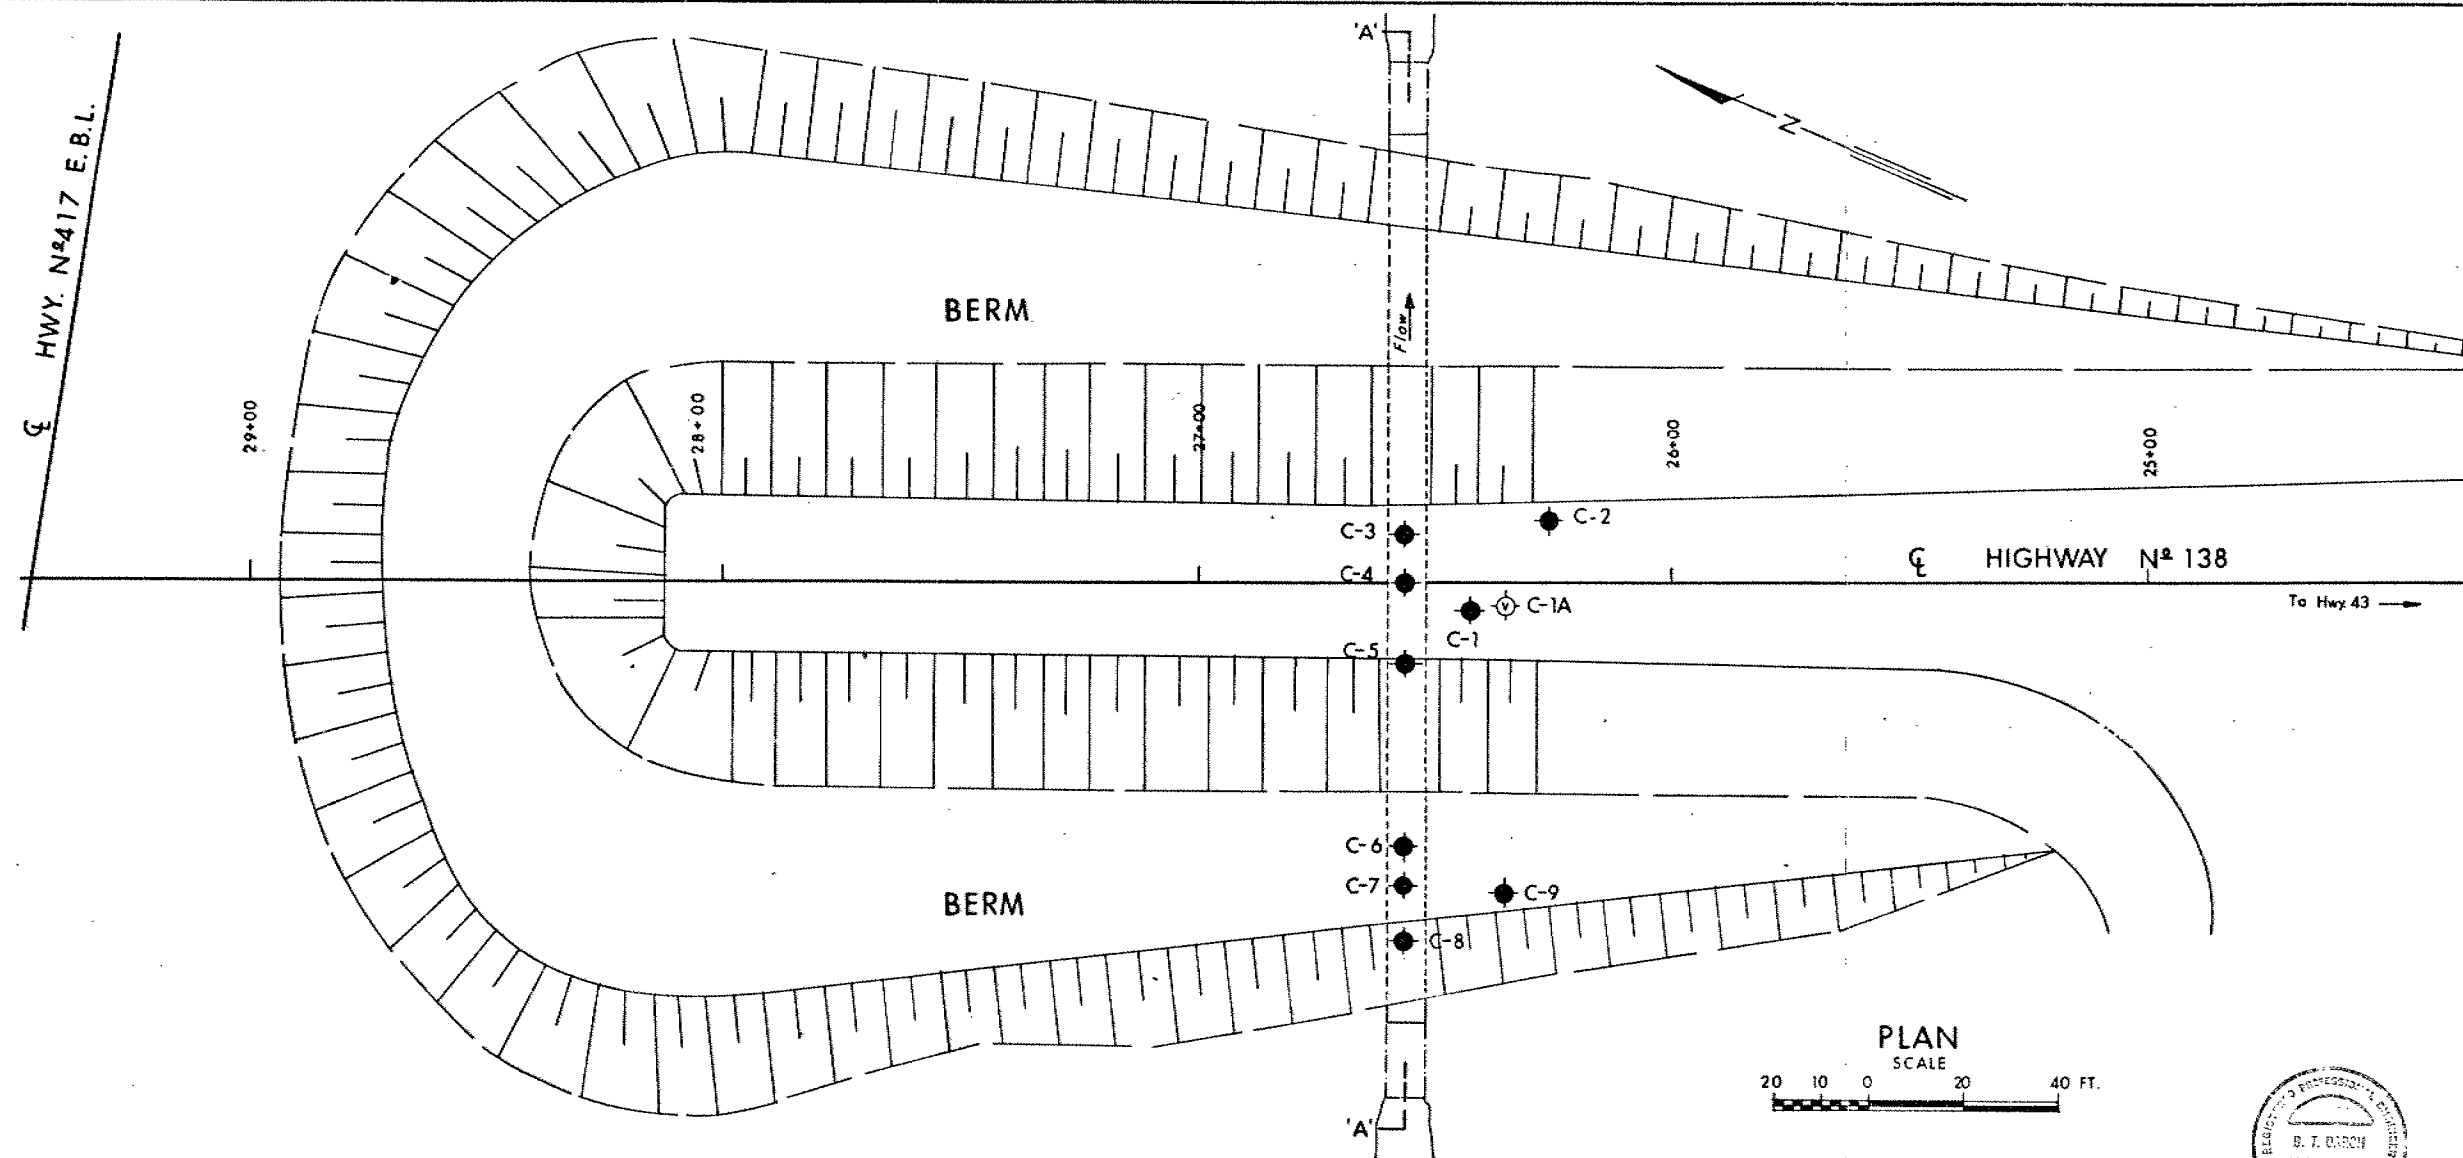 'A'
HWY. Nº417 E.B.L.
℄
N
BERM
Flow
29+00
28+00
27+00
26+00
25+00
C-3
C-2
C-4
℄ HIGHWAY Nº 138
C-1A
To Hwy. 43
C-1
C-5
C-6
C-7
C-9
BERM
C-8
PLAN
SCALE
20 10 0 20 40 FT.
'A'